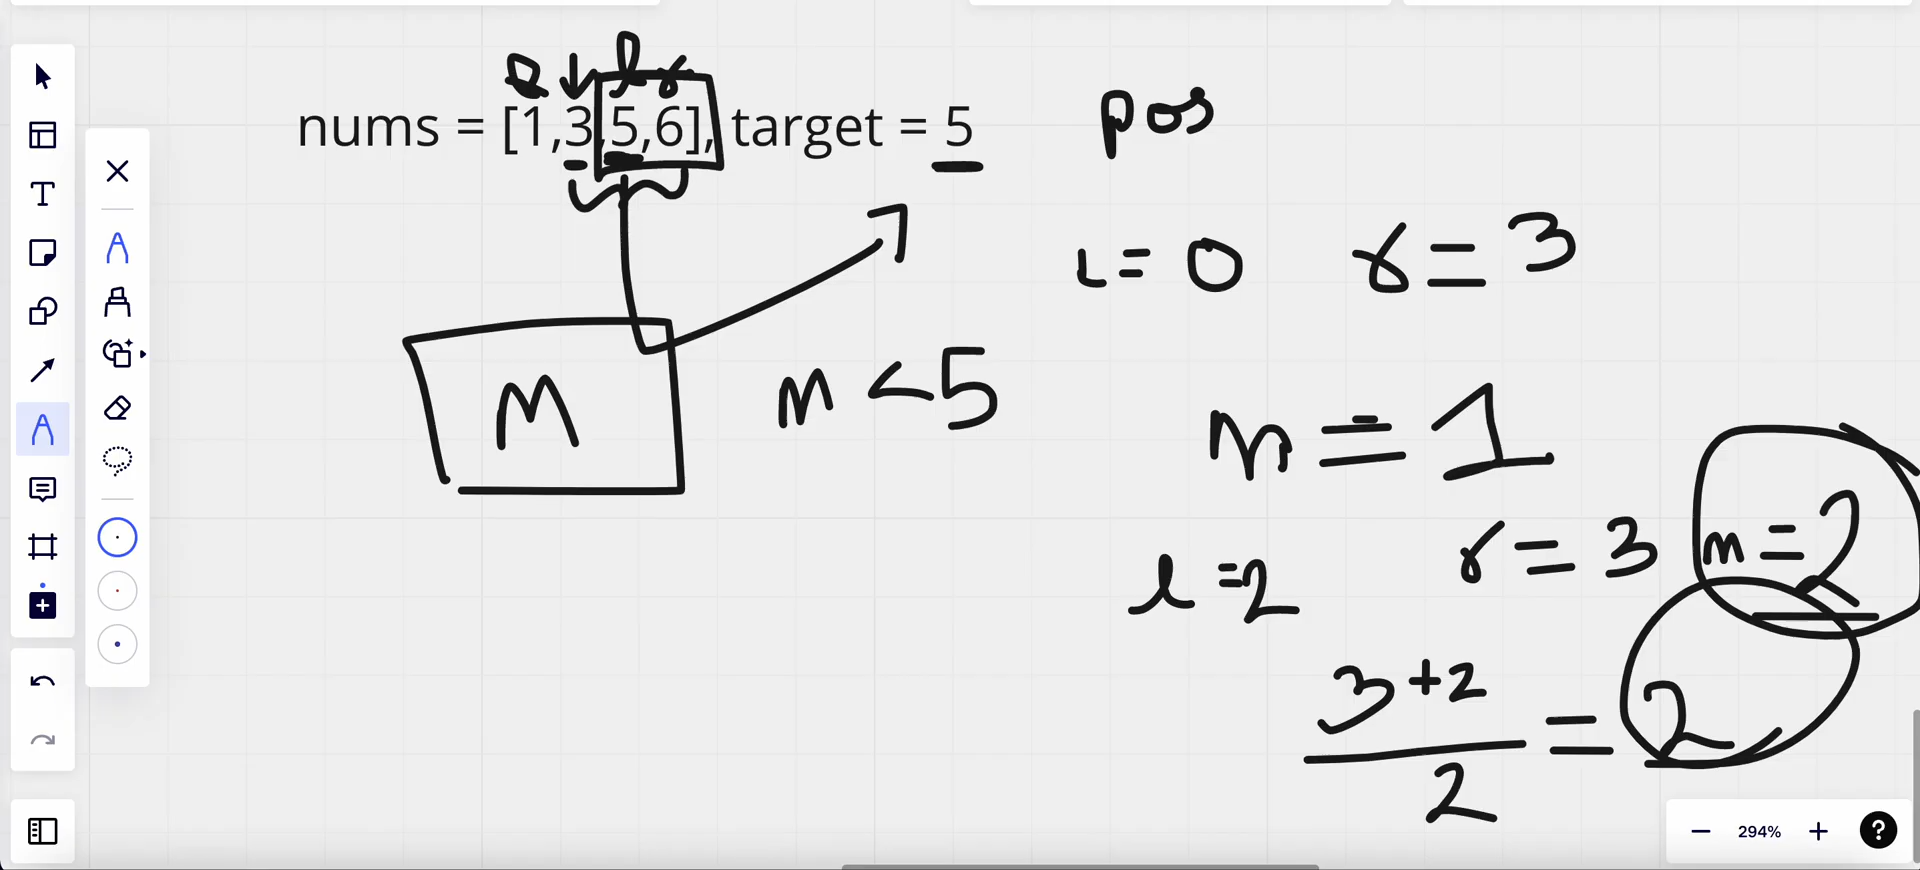 l l r
nums = [1,3,5,6], target = 5
pos
L = 0 r = 3
M
m < 5
m = 1
l = 2 r = 3 m = 2
3 + 2
= 2
2
T
294%
?